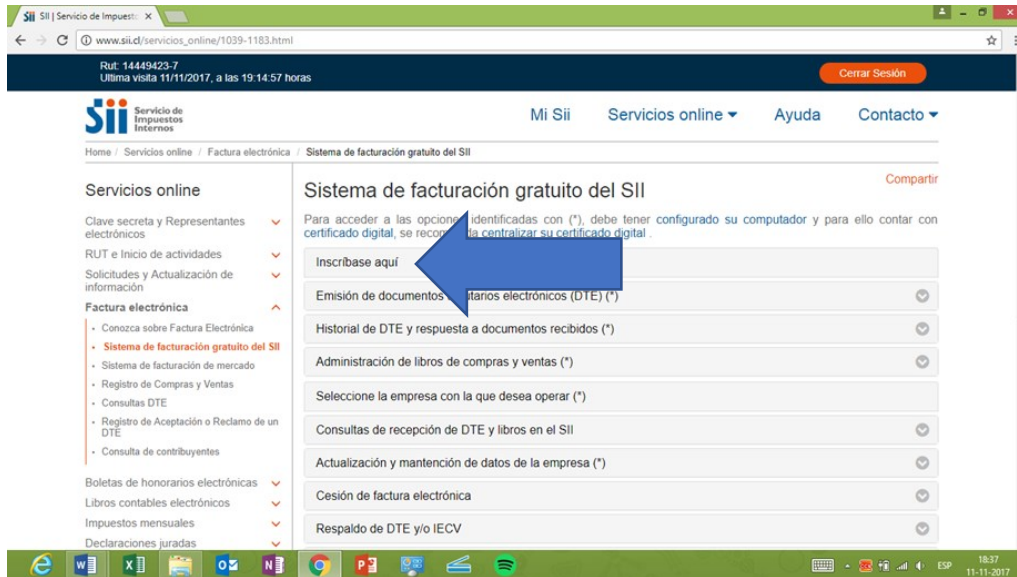 SII | Servicio de Impuesto
www.sii.cl/servicios_online/1039-1183.html
Rut: 14449423-7
Ultima visita 11/11/2017, a las 19:14:57 horas
Cerrar Sesión
Sii Servicio de
Impuestos
Internos
Mi Sii Servicios online Ayuda Contacto
Home / Servicios online / Factura electrónica / Sistema de facturación gratuito del SII
Compartir
Servicios online
Clave secreta y Representantes
electrónicos
RUT e Inicio de actividades
Solicitudes y Actualización de
información
Factura electrónica
Conozca sobre Factura Electrónica
Sistema de facturación gratuito del SII
Sistema de facturación de mercado
Registro de Compras y Ventas
Consultas DTE
Registro de Aceptación o Reclamo de un
DTE
Consulta de contribuyentes
Boletas de honorarios electrónicas
Libros contables electrónicos
Impuestos mensuales
Declaraciones juradas
Sistema de facturación gratuito del SII
Para acceder a las opciones identificadas con (*), debe tener configurado su computador y para ello contar con
certificado digital, se centralizar su certificado digital .
Inscríbase aquí
Emisión de documentos electrónicos (DTE) (*)
Historial de DTE y respuesta a documentos recibidos (*)
Administración de libros de compras y ventas (*)
Seleccione la empresa con la que desea operar (*)
Consultas de recepción de DTE y libros en el SII
Actualización y mantención de datos de la empresa (*)
Cesión de factura electrónica
Respaldo de DTE y/o IECV
ESP
18:37
11-11-2017